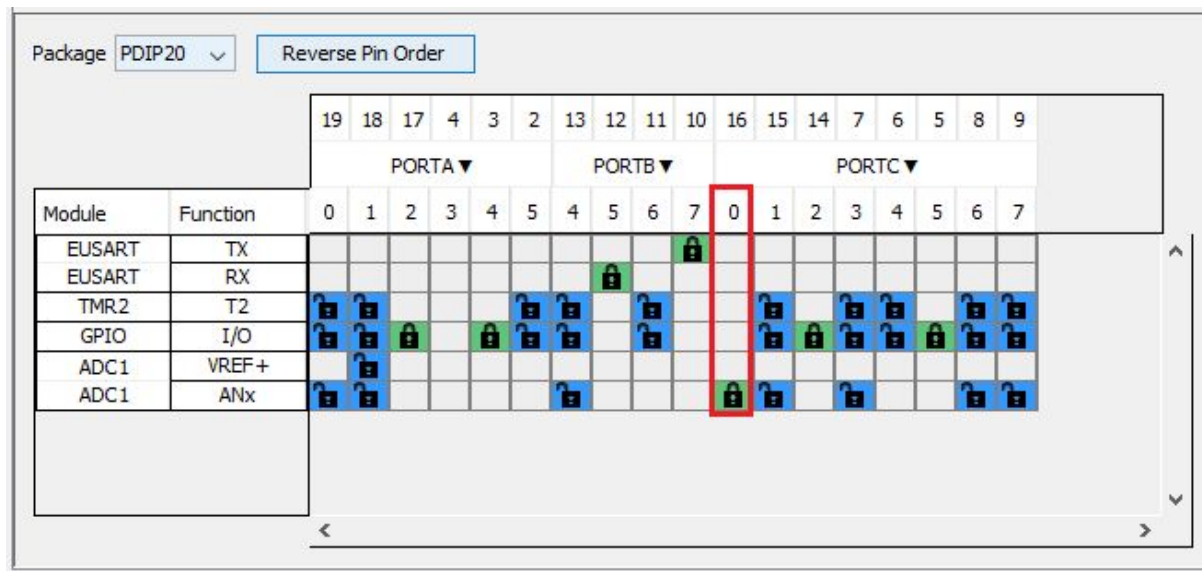 Package PDIP20 Reverse Pin Order
19 18 17 4 3 2 13 12 11 10 16 15 14 7 6 5 8 9
PORTA▼ PORTB▼ PORTC▼
Module Function 0 1 2 3 4 5 4 5 6 7 0 1 2 3 4 5 6 7
EUSART TX
EUSART RX
TMR2 T2
GPIO I/O
ADC1 VREF+
ADC1 ANx